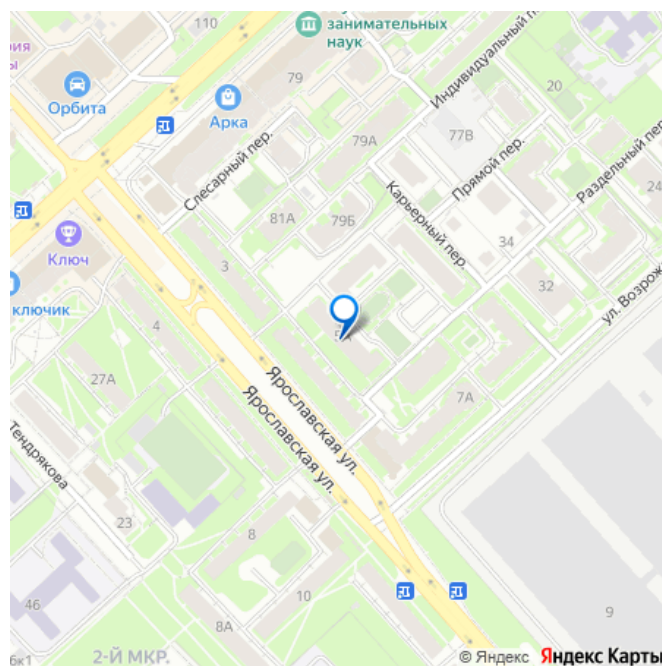 занимательных
наук
110
Индивидуальный п
Орбита
79
Арка
20
79А
77В
Прямой пер.
Раздельный пер.
Слесарный пер.
Карьерный пер.
24
81А
79Б
Ключ
34
3
32
ул. Возрожд
ключик
4
Ярославская ул.
Ярославская ул.
27А
7А
Тендрякова
23
8
46
10
9
8А
2-Й МКР.
6к1
© Яндекс Яндекс Карты